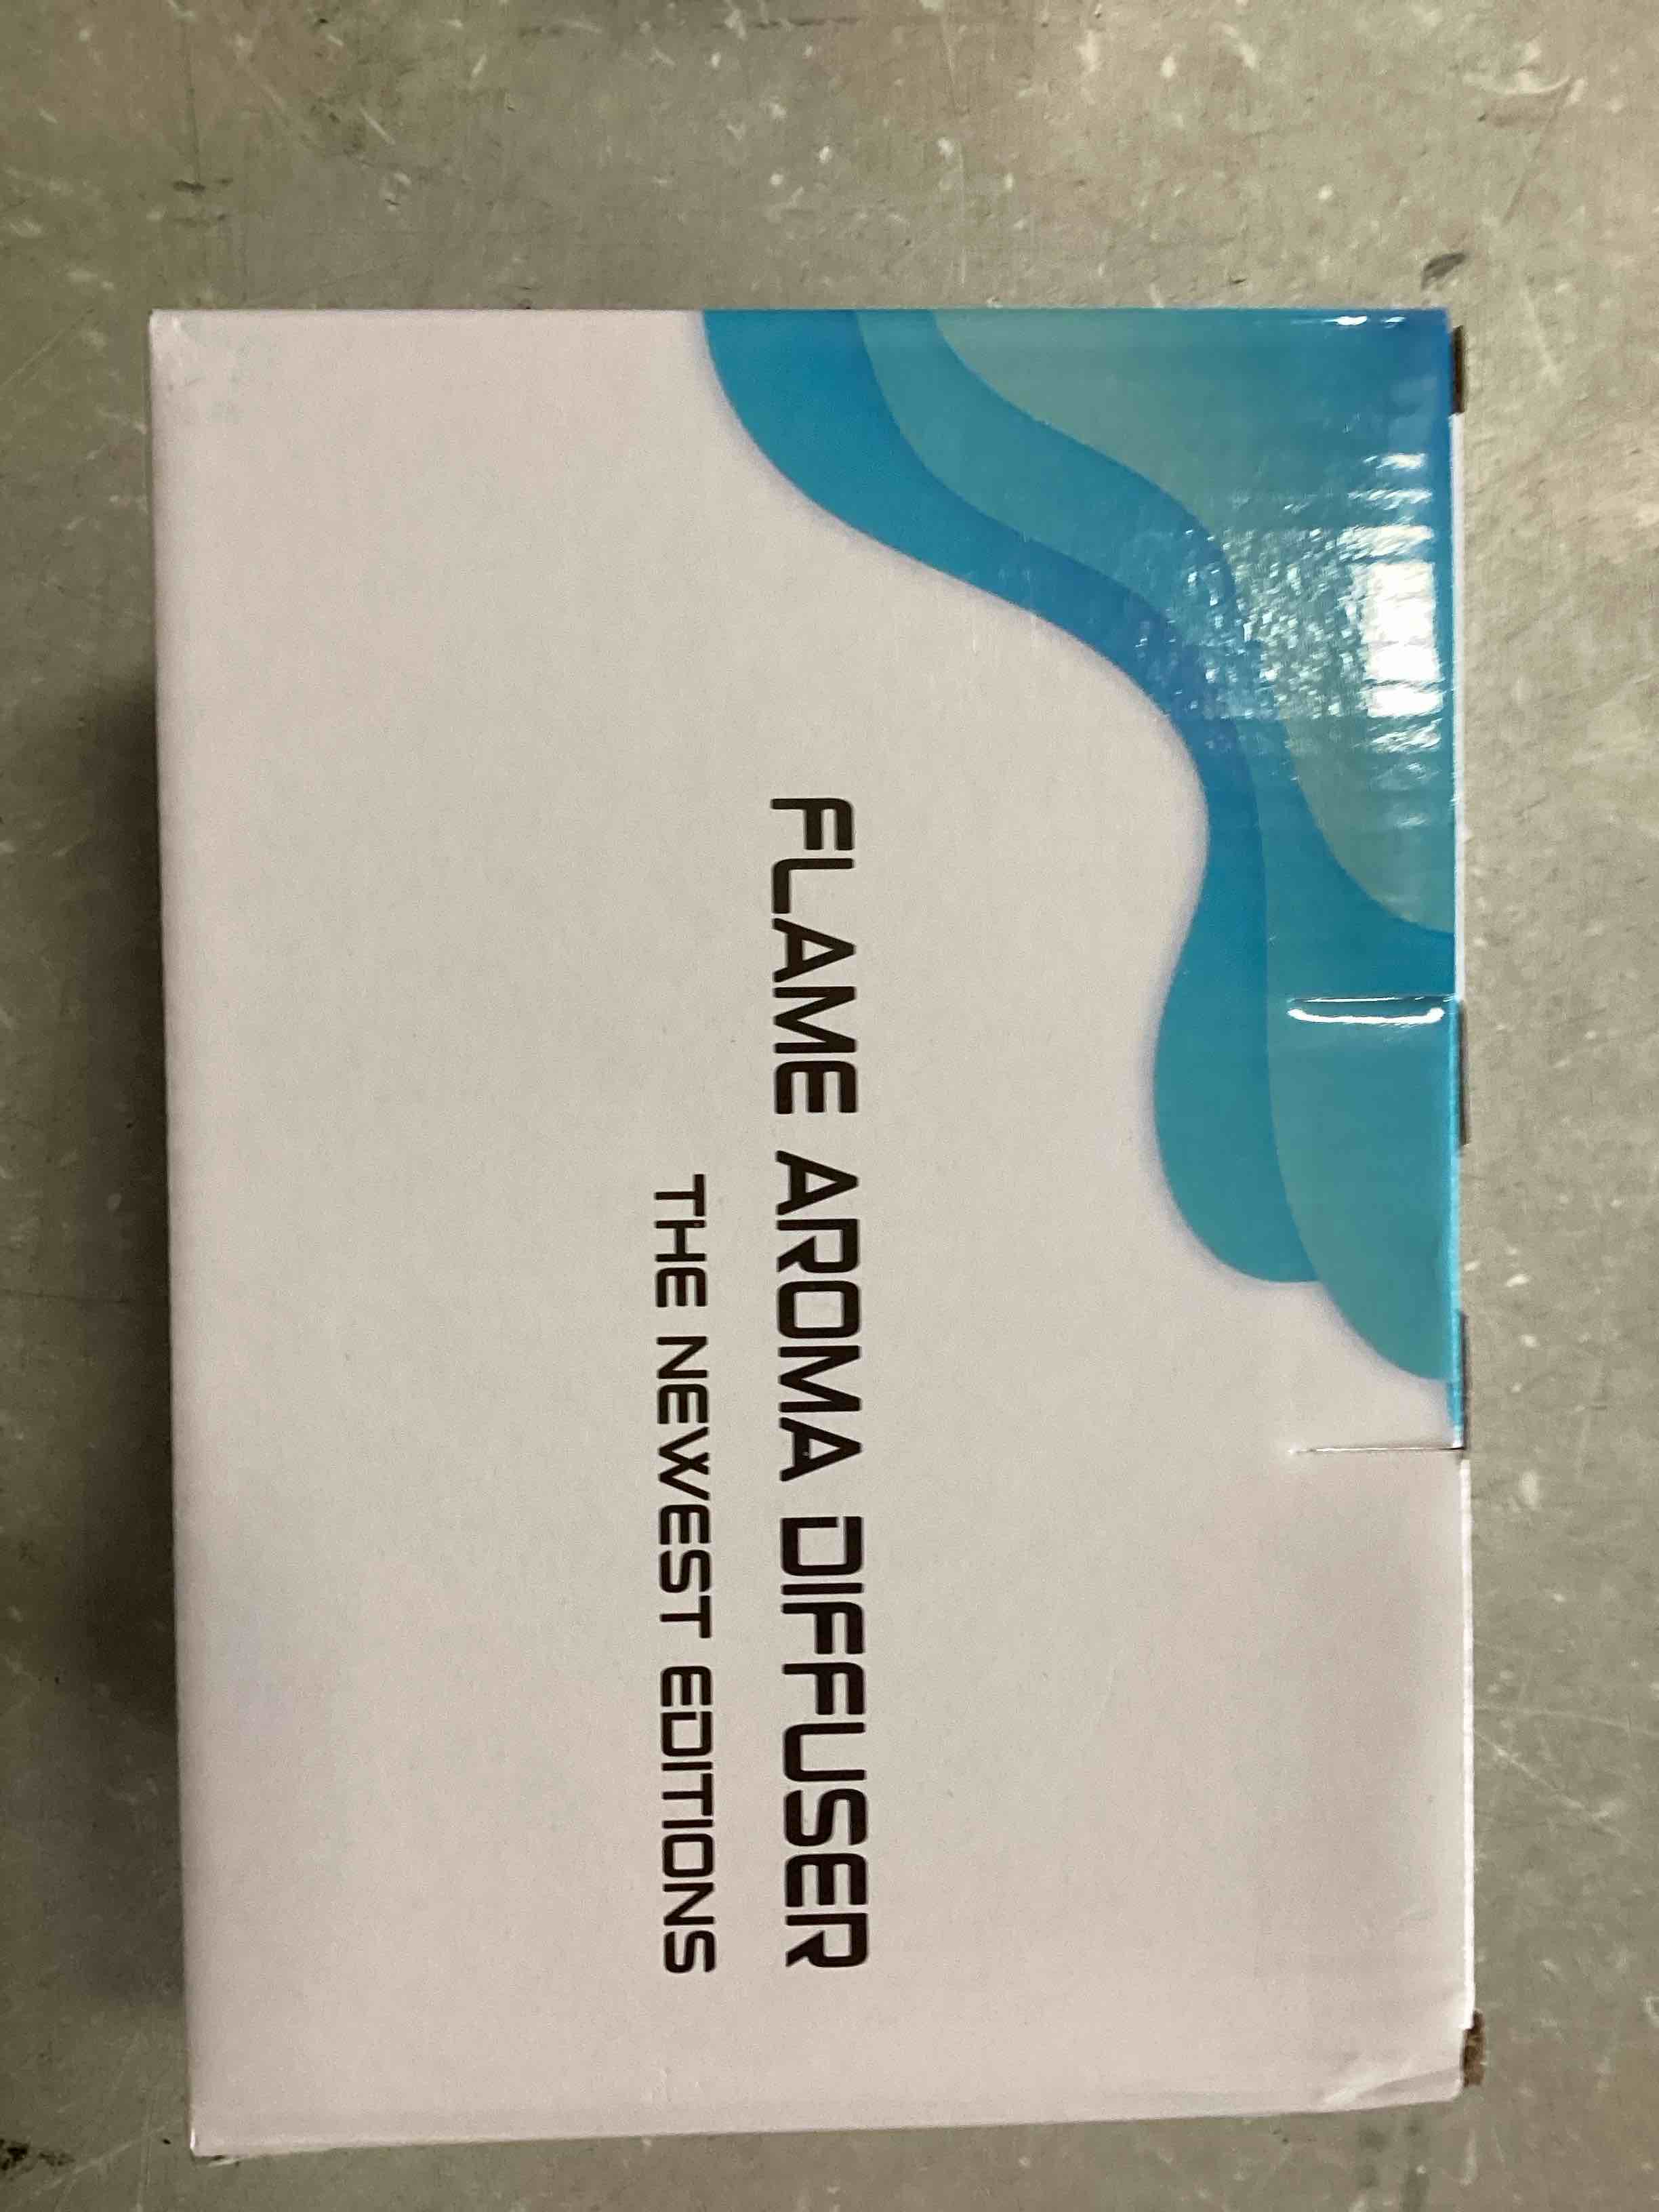 FLAME AROMA DIFFUSER
THE NEWEST EDITIONS